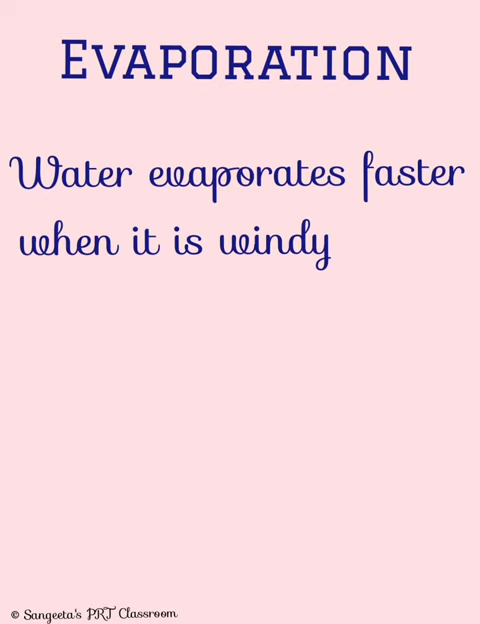 EVAPORATION
Water evaporates faster
when it is windy
© Sangeeta's PRT Classroom